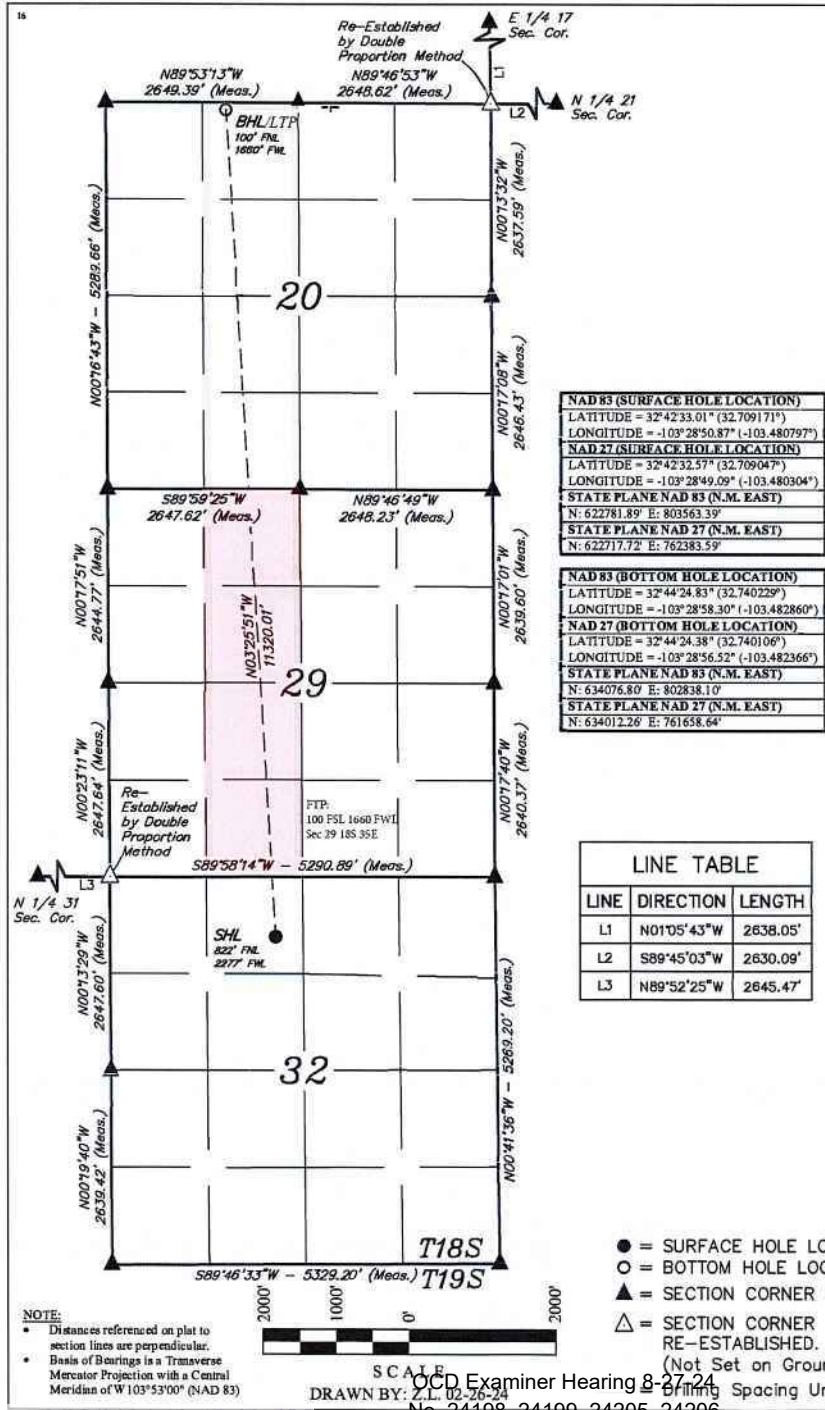 16
Re-Established
by Double
Proportion
Method
E 1/4 17
Sec. Cor.
L1
N89°53'13"W
2649.39' (Meas.)
N89°46'53"W
2648.62' (Meas.)
L2
N 1/4 21
Sec. Cor.
BHL/LTP
100' FNL
1660' FWL
N00°13'32"W
2637.59' (Meas.)
N00°16'43"W – 5289.66' (Meas.)
20
N00°17'08"W
2646.43' (Meas.)
S89°59'25"W
2647.62' (Meas.)
N89°46'49"W
2648.23' (Meas.)
NAD 83 (SURFACE HOLE LOCATION)
LATITUDE = 32°42'33.01" (32.709171°)
LONGITUDE = -103°28'50.87" (-103.480797°)
NAD 27 (SURFACE HOLE LOCATION)
LATITUDE = 32°42'32.57" (32.709047°)
LONGITUDE = -103°28'49.09" (-103.480304°)
STATE PLANE NAD 83 (N.M. EAST)
N: 622781.89' E: 803563.39'
STATE PLANE NAD 27 (N.M. EAST)
N: 622717.72' E: 762383.59'
NAD 83 (BOTTOM HOLE LOCATION)
LATITUDE = 32°44'24.83" (32.740229°)
LONGITUDE = -103°28'58.30" (-103.482860°)
NAD 27 (BOTTOM HOLE LOCATION)
LATITUDE = 32°44'24.38" (32.740106°)
LONGITUDE = -103°28'56.52" (-103.482366°)
STATE PLANE NAD 83 (N.M. EAST)
N: 634076.80' E: 802838.10'
STATE PLANE NAD 27 (N.M. EAST)
N: 634012.26' E: 761658.64'
N00°17'51"W
2644.77' (Meas.)
N03°25'51"W
11320.01'
N00°17'01"W
2639.60' (Meas.)
29
N00°23'11"W
2647.64' (Meas.)
N00°17'40"W
2640.37' (Meas.)
Re-
Established
by Double
Proportion
Method
FTP:
100 FSL 1660 FWL
Sec 29 18S 35E
S89°58'14"W – 5290.89' (Meas.)
L3
N 1/4 31
Sec. Cor.
LINE TABLE
LINE DIRECTION LENGTH
L1 N01°05'43"W 2638.05'
L2 S89°45'03"W 2630.09'
L3 N89°52'25"W 2645.47'
SHL
822' FNL
2277' FWL
N00°13'29"W
2647.60' (Meas.)
N00°41'36"W – 5269.20' (Meas.)
32
N00°19'40"W
2639.42' (Meas.)
T18S
S89°46'33"W – 5329.20' (Meas.)
T19S
● = SURFACE HOLE LO
○ = BOTTOM HOLE LOC
▲ = SECTION CORNER
△ = SECTION CORNER
RE-ESTABLISHED.
(Not Set on Groun
= Drilling Spacing Un
NOTE:
• Distances referenced on plat to
section lines are perpendicular.
• Basis of Bearings is a Transverse
Mercator Projection with a Central
Meridian of W103°53'00" (NAD 83)
2000' 1000' 0' 2000'
SCALE
DRAWN BY: Z.L. 02-26-24
OCD Examiner Hearing 8-27-24
No. 24198, 24199, 24205, 24206